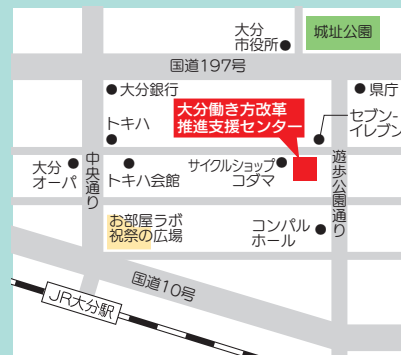 大分
市役所
城址公園
国道197号
大分銀行
県庁
大分働き方改革
推進支援センター
トキハ
セブン-
イレブン
大分
オーパ
中央通り
トキハ会館
サイクルショップ
コダマ
遊歩公園通り
お部屋ラボ
祝祭の広場
コンパル
ホール
国道10号
JR大分駅